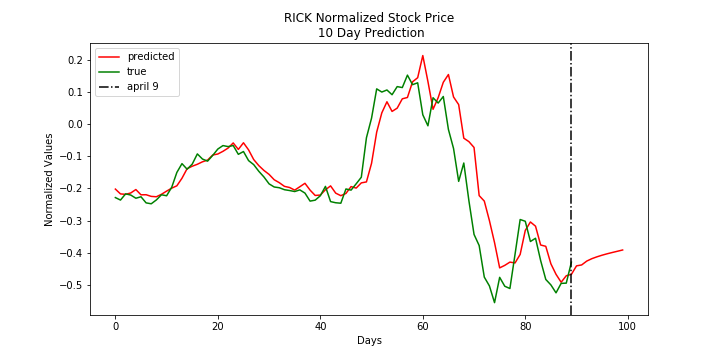 RICK Normalized Stock Price
10 Day Prediction
predicted
true
april 9
Normalized Values
0.2
0.1
0.0
−0.1
−0.2
−0.3
−0.4
−0.5
0 20 40 60 80 100
Days